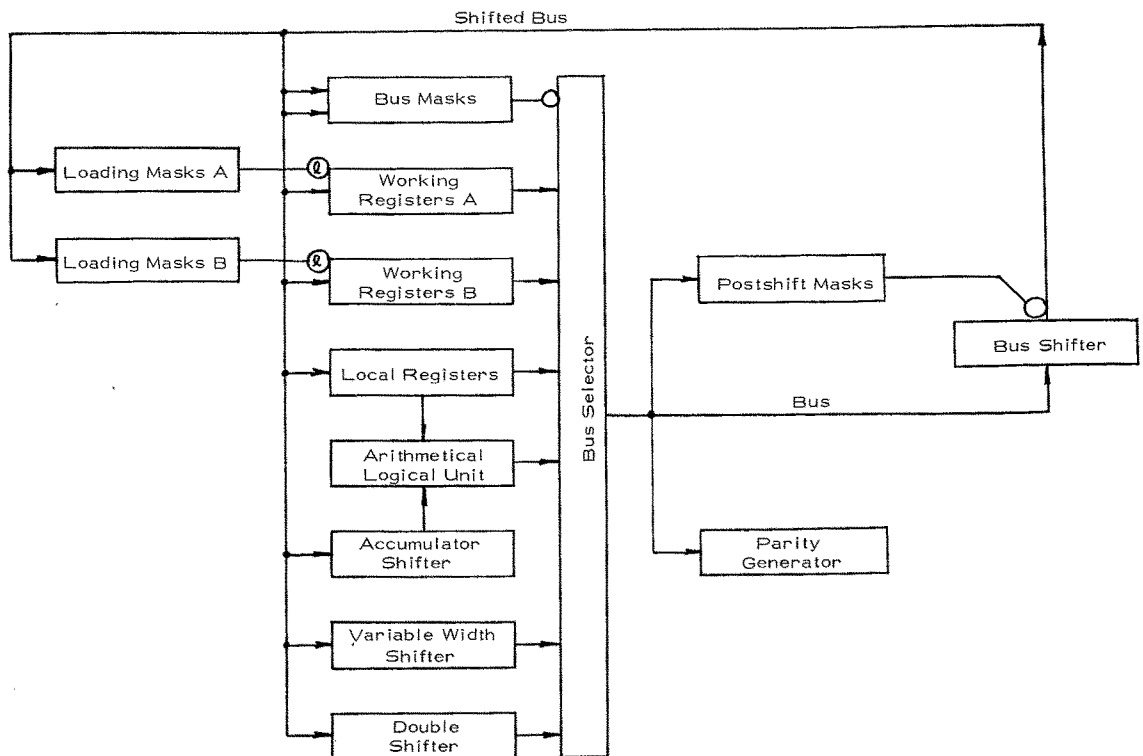 Shifted Bus
Bus Masks
Loading Masks A
ℓ
Working
Registers A
Loading Masks B
ℓ
Working
Registers B
Postshift Masks
Bus Shifter
Local Registers
Bus Selector
Bus
Arithmetical
Logical Unit
Accumulator
Shifter
Parity
Generator
Variable Width
Shifter
Double
Shifter